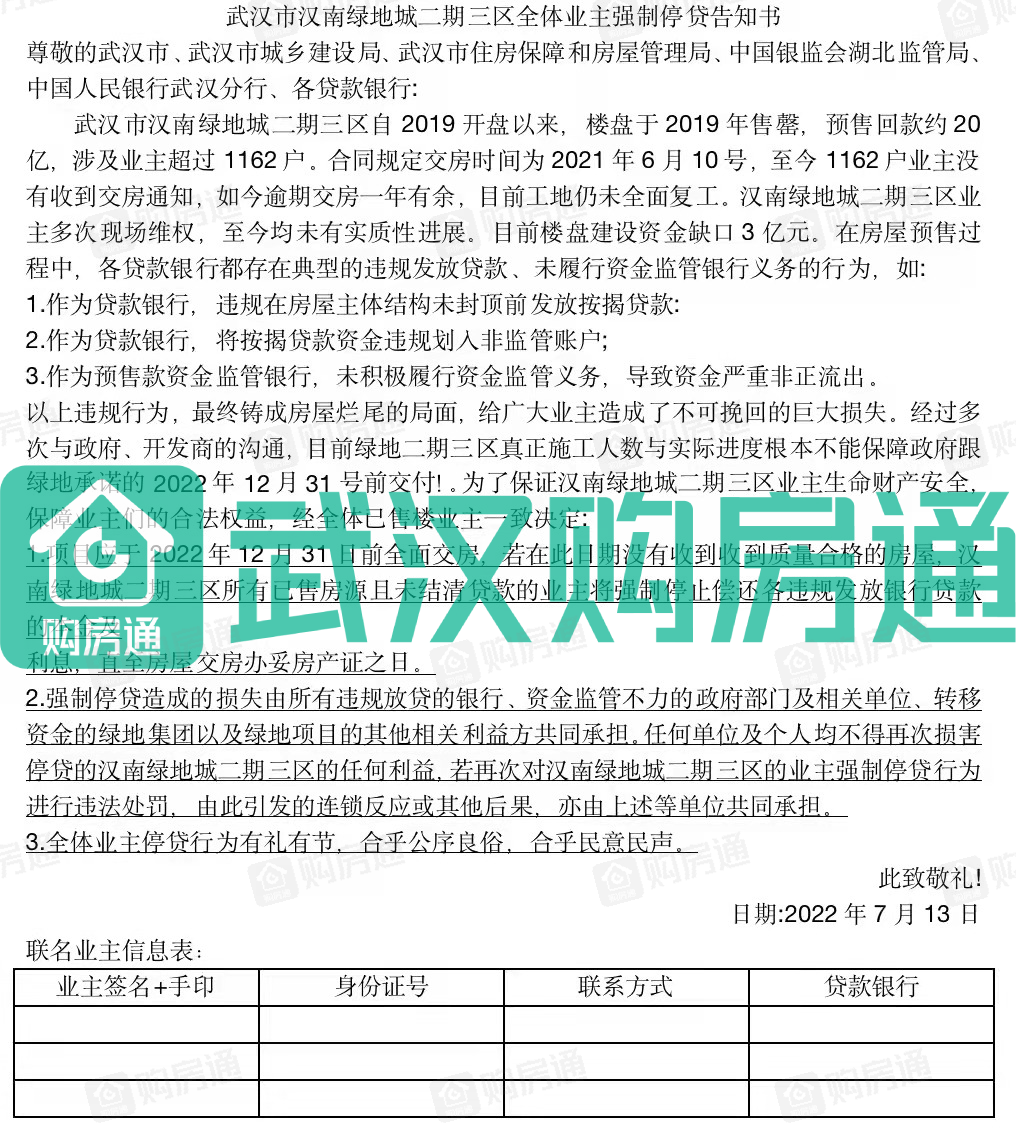 武汉市汉南绿地城二期三区全体业主强制停贷告知书
尊敬的武汉市、武汉市城乡建设局、武汉市住房保障和房屋管理局、中国银监会湖北监管局、
中国人民银行武汉分行、各贷款银行:
武汉市汉南绿地城二期三区自 2019 开盘以来，楼盘于 2019 年售罄，预售回款约 20
亿，涉及业主超过 1162 户。合同规定交房时间为 2021 年 6 月 10 号，至今 1162 户业主没
有收到交房通知，如今逾期交房一年有余，目前工地仍未全面复工。汉南绿地城二期三区业
主多次现场维权，至今均未有实质性进展。目前楼盘建设资金缺口 3 亿元。在房屋预售过
程中，各贷款银行都存在典型的违规发放贷款、未履行资金监管银行义务的行为，如:
1.作为贷款银行，违规在房屋主体结构未封顶前发放按揭贷款:
2.作为贷款银行，将按揭贷款资金违规划入非监管账户;
3.作为预售款资金监管银行，未积极履行资金监管义务，导致资金严重非正流出。
以上违规行为，最终铸成房屋烂尾的局面，给广大业主造成了不可挽回的巨大损失。经过多
次与政府、开发商的沟通，目前绿地二期三区真正施工人数与实际进度根本不能保障政府跟
绿地承诺的 2022 年 12 月 31 号前交付!。为了保证汉南绿地城二期三区业主生命财产安全,
保障业主们的合法权益，经全体已售楼业主一致决定:
1.项目应于 2022 年 12 月 31 日前全面交房，若在此日期没有收到收到质量合格的房屋，汉
南绿地城二期三区所有已售房源且未结清贷款的业主将强制停止偿还各违规发放银行贷款
的本金及
利息，直至房屋交房办妥房产证之日。
2.强制停贷造成的损失由所有违规放贷的银行、资金监管不力的政府部门及相关单位、转移
资金的绿地集团以及绿地项目的其他相关利益方共同承担。任何单位及个人均不得再次损害
停贷的汉南绿地城二期三区的任何利益,若再次对汉南绿地城二期三区的业主强制停贷行为
进行违法处罚，由此引发的连锁反应或其他后果，亦由上述等单位共同承担。
3.全体业主停贷行为有礼有节，合乎公序良俗，合乎民意民声。
此致敬礼!
日期:2022 年 7 月 13 日
联名业主信息表:
业主签名+手印 身份证号 联系方式 贷款银行
购房通
武汉购房通